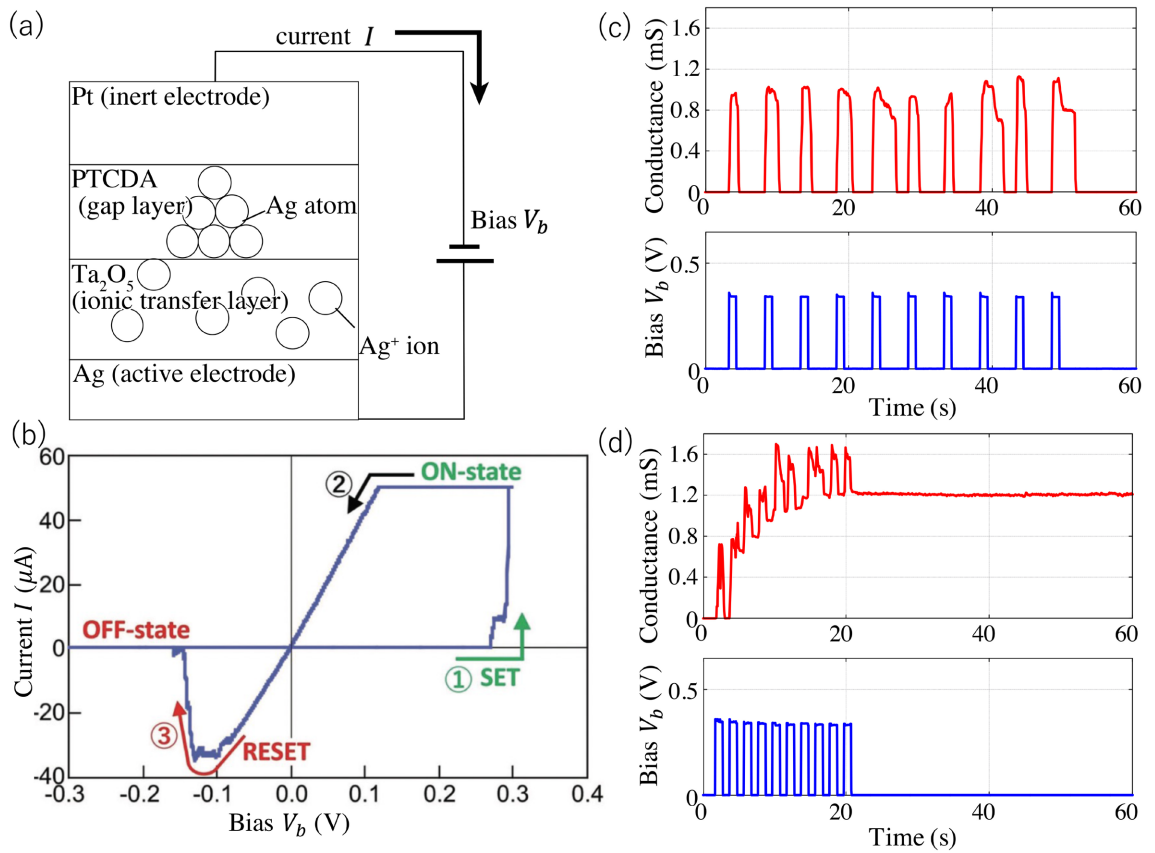 (a)
current I
Pt (inert electrode)
PTCDA
(gap layer)
Ag atom
Bias V_b
Ta₂O₅
(ionic transfer layer)
Ag⁺ ion
Ag (active electrode)
(b)
60
40
20
0
-20
-40
Current I (μA)
-0.3
-0.2
-0.1
0.0
0.1
0.2
0.3
0.4
Bias V_b (V)
② ON-state
OFF-state
① SET
③ RESET
(c)
Conductance (mS)
1.6
1.2
0.8
0.4
0
0
20
40
60
Bias V_b (V)
0.5
0
0
20
40
60
Time (s)
(d)
Conductance (mS)
1.6
1.2
0.8
0.4
0
0
20
40
60
Bias V_b (V)
0.5
0
0
20
40
60
Time (s)